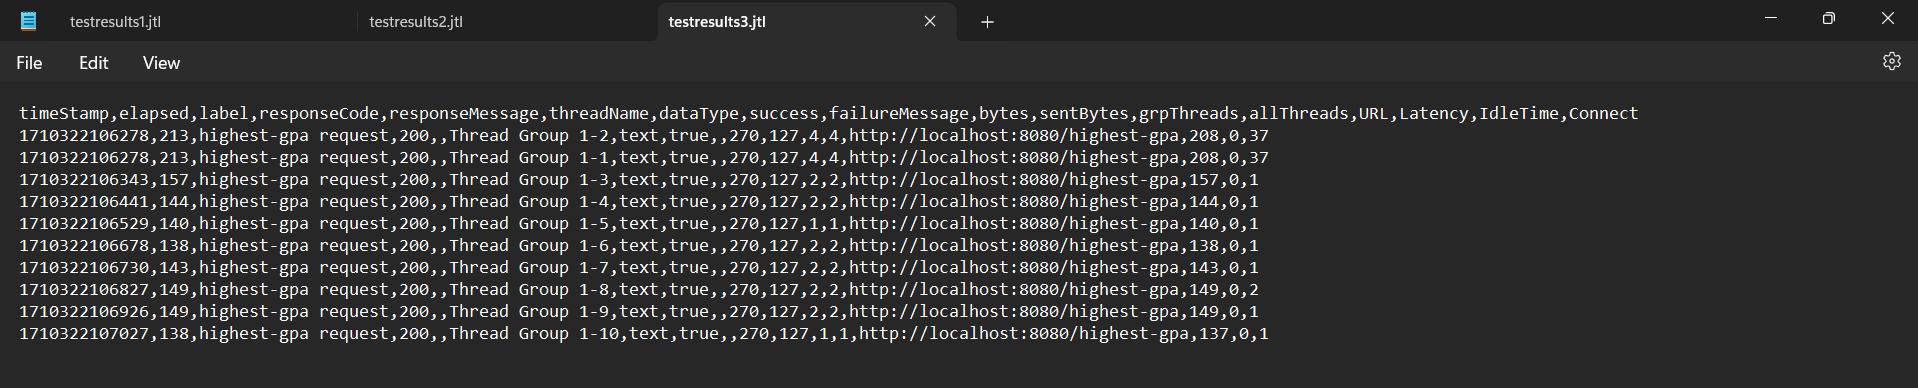 testresults1.jtl testresults2.jtl testresults3.jtl
File Edit View
timeStamp,elapsed,label,responseCode,responseMessage,threadName,dataType,success,failureMessage,bytes,sentBytes,grpThreads,allThreads,URL,Latency,IdleTime,Connect
1710322106278,213,highest-gpa request,200,,Thread Group 1-2,text,true,,270,127,4,4,http://localhost:8080/highest-gpa,208,0,37
1710322106278,213,highest-gpa request,200,,Thread Group 1-1,text,true,,270,127,4,4,http://localhost:8080/highest-gpa,208,0,37
1710322106343,157,highest-gpa request,200,,Thread Group 1-3,text,true,,270,127,2,2,http://localhost:8080/highest-gpa,157,0,1
1710322106441,144,highest-gpa request,200,,Thread Group 1-4,text,true,,270,127,2,2,http://localhost:8080/highest-gpa,144,0,1
1710322106529,140,highest-gpa request,200,,Thread Group 1-5,text,true,,270,127,1,1,http://localhost:8080/highest-gpa,140,0,1
1710322106678,138,highest-gpa request,200,,Thread Group 1-6,text,true,,270,127,2,2,http://localhost:8080/highest-gpa,138,0,1
1710322106730,143,highest-gpa request,200,,Thread Group 1-7,text,true,,270,127,2,2,http://localhost:8080/highest-gpa,143,0,1
1710322106827,149,highest-gpa request,200,,Thread Group 1-8,text,true,,270,127,2,2,http://localhost:8080/highest-gpa,149,0,2
1710322106926,149,highest-gpa request,200,,Thread Group 1-9,text,true,,270,127,2,2,http://localhost:8080/highest-gpa,149,0,1
1710322107027,138,highest-gpa request,200,,Thread Group 1-10,text,true,,270,127,1,1,http://localhost:8080/highest-gpa,137,0,1